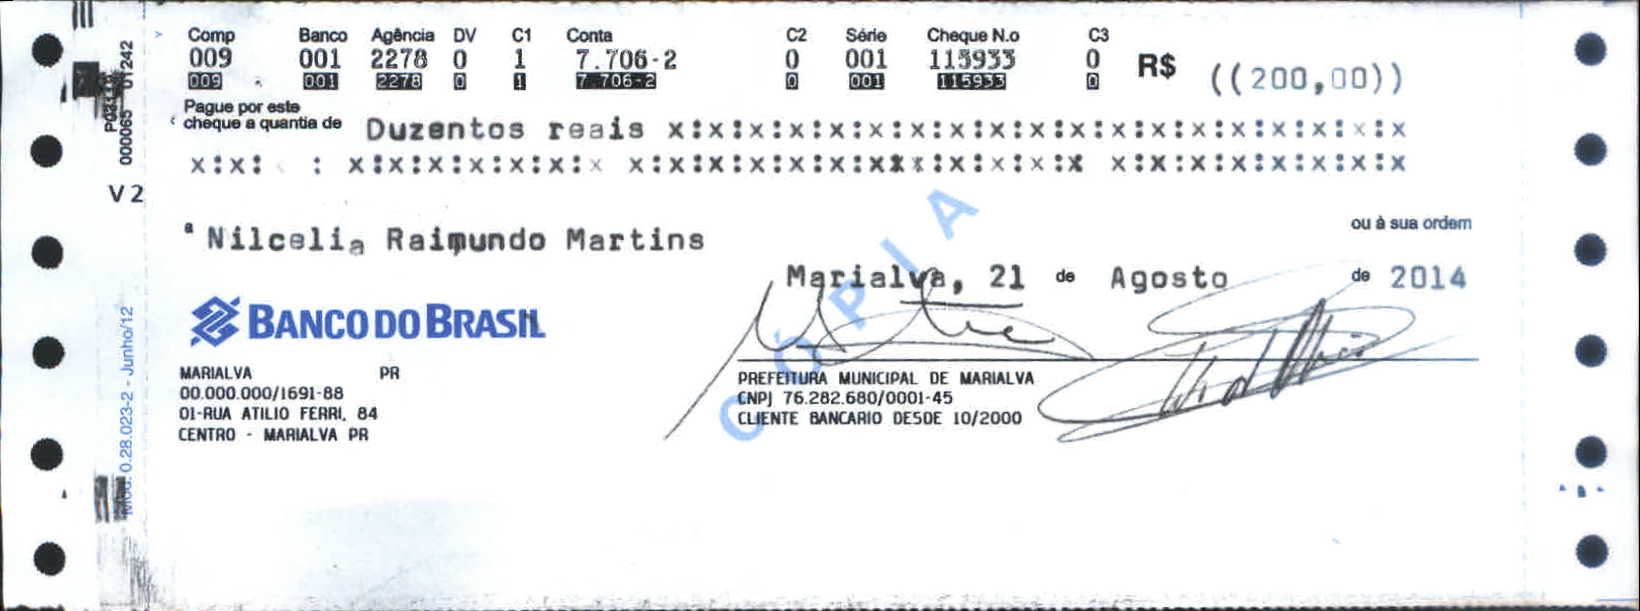 Comp Banco Agência DV C1 Conta C2 Série Cheque N.o C3
009 001 2278 0 1 7.706-2 0 001 115933 0 R$ ((200,00))
009 001 2278 0 1 7.706-2 0 001 115933 0
Pague por este
cheque a quantia de Duzentos reais x:x:x:x:x:x:x:x:x:x:x:x:x:x:x:x:x:x:x
x:x: : x:x:x:x:x:x:x x:x:x:x:x:x:x:x:x:x:x x:x:x:x:x:x:x:x
a Nilcelia Raimundo Martins
ou à sua ordem
Marialva, 21 de Agosto de 2014
CÓPIA
BANCO DO BRASIL
MARIALVA PR
00.000.000/1691-88
01-RUA ATILIO FERRI, 84
CENTRO - MARIALVA PR
PREFEITURA MUNICIPAL DE MARIALVA
CNPJ 76.282.680/0001-45
CLIENTE BANCARIO DESDE 10/2000
000065 01242
V2
Mod. 0.28.023-2 - Junho/12